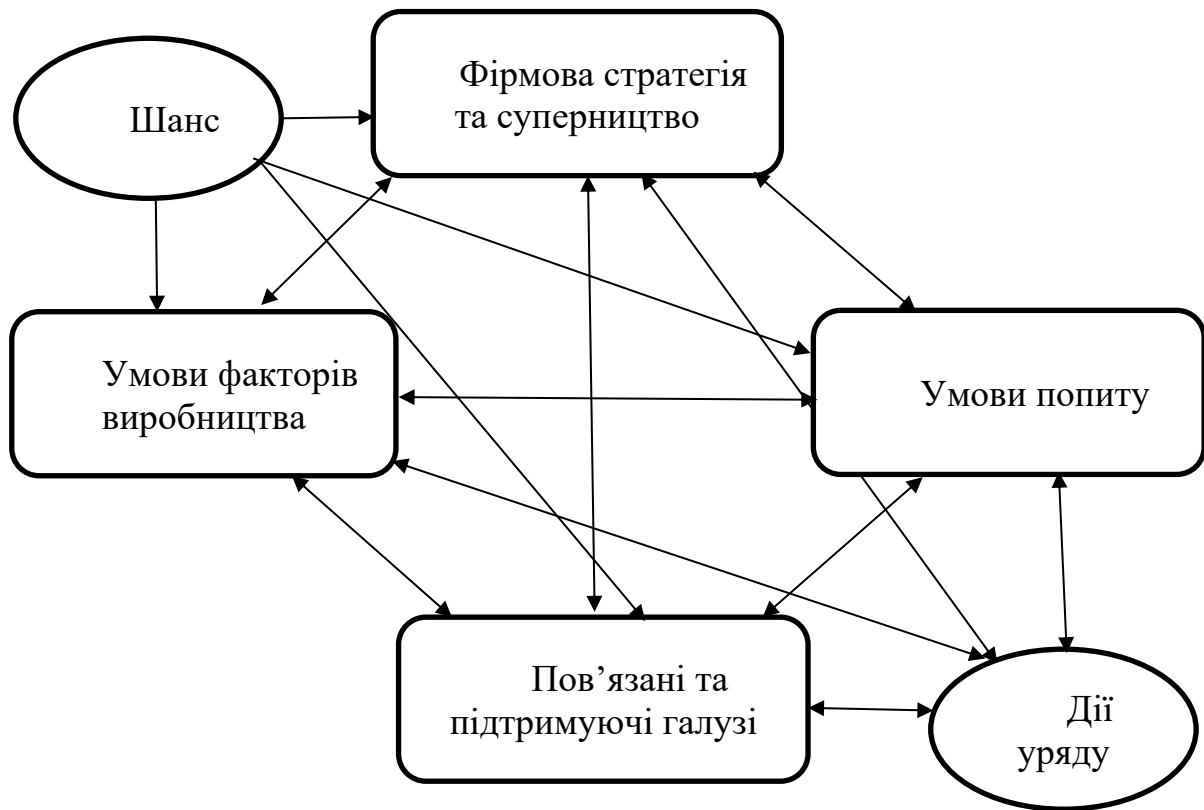 Фірмова стратегія
та суперництво
Шанс
Умови факторів
виробництва
Умови попиту
Пов’язані та
підтримуючі галузі
Дії
уряду